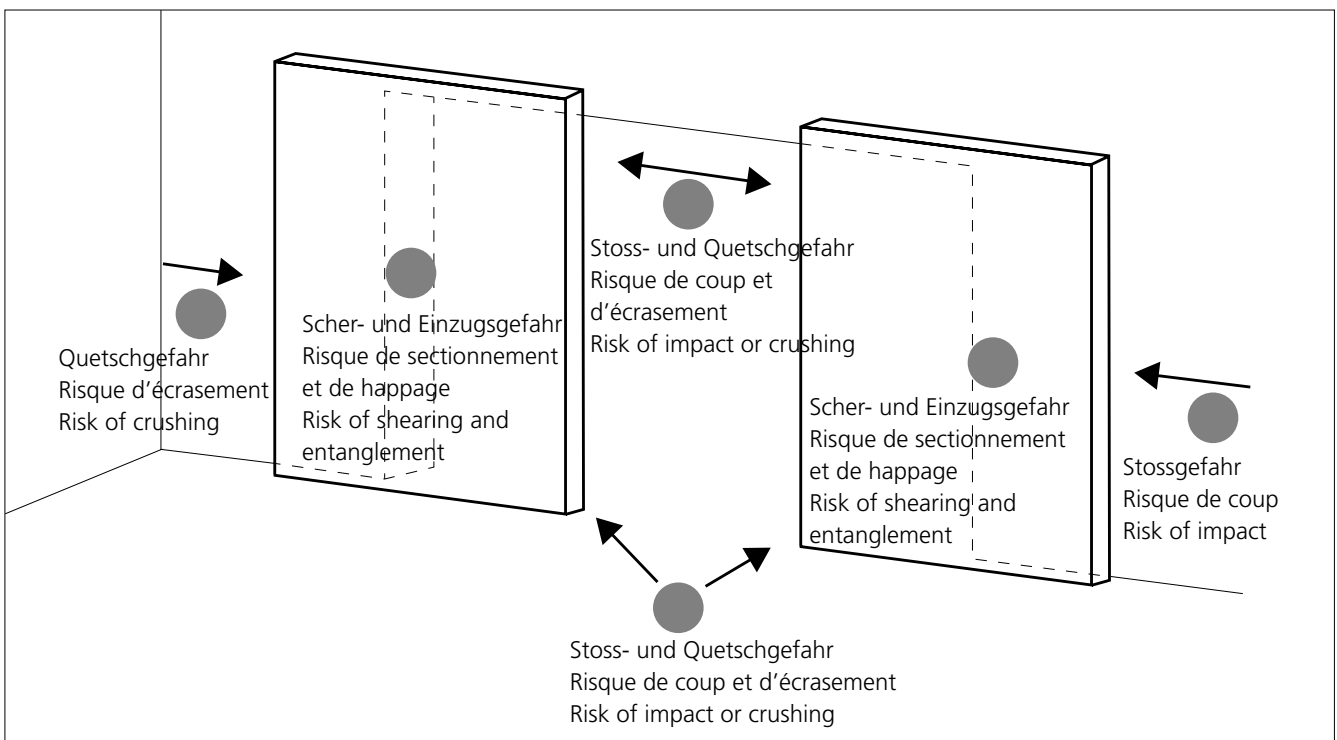 Quetschgefahr
Risque d’écrasement
Risk of crushing
Scher- und Einzugsgefahr
Risque de sectionnement
et de happage
Risk of shearing and
entanglement
Stoss- und Quetschgefahr
Risque de coup et
d’écrasement
Risk of impact or crushing
Scher- und Einzugsgefahr
Risque de sectionnement
et de happage
Risk of shearing and
entanglement
Stossgefahr
Risque de coup
Risk of impact
Stoss- und Quetschgefahr
Risque de coup et d’écrasement
Risk of impact or crushing